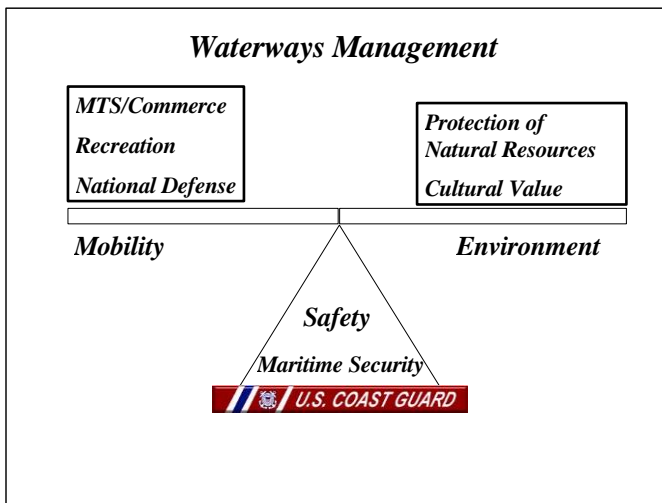 Waterways Management
MTS/Commerce
Recreation
National Defense
Protection of
Natural Resources
Cultural Value
Mobility
Environment
Safety
Maritime Security
U.S. COAST GUARD